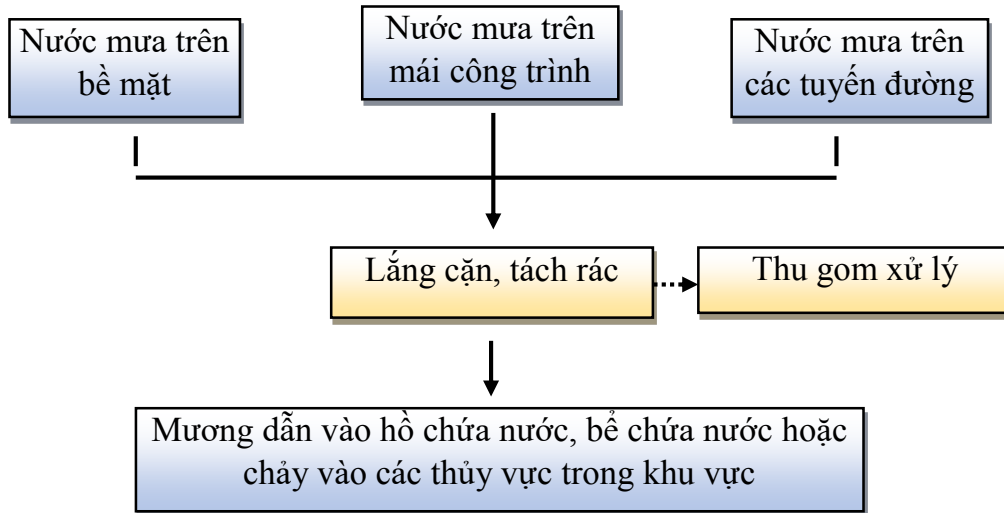 Nước mưa trên
bề mặt
Nước mưa trên
mái công trình
Nước mưa trên
các tuyến đường
Lắng cặn, tách rác
Thu gom xử lý
Mương dẫn vào hồ chứa nước, bể chứa nước hoặc
chảy vào các thủy vực trong khu vực